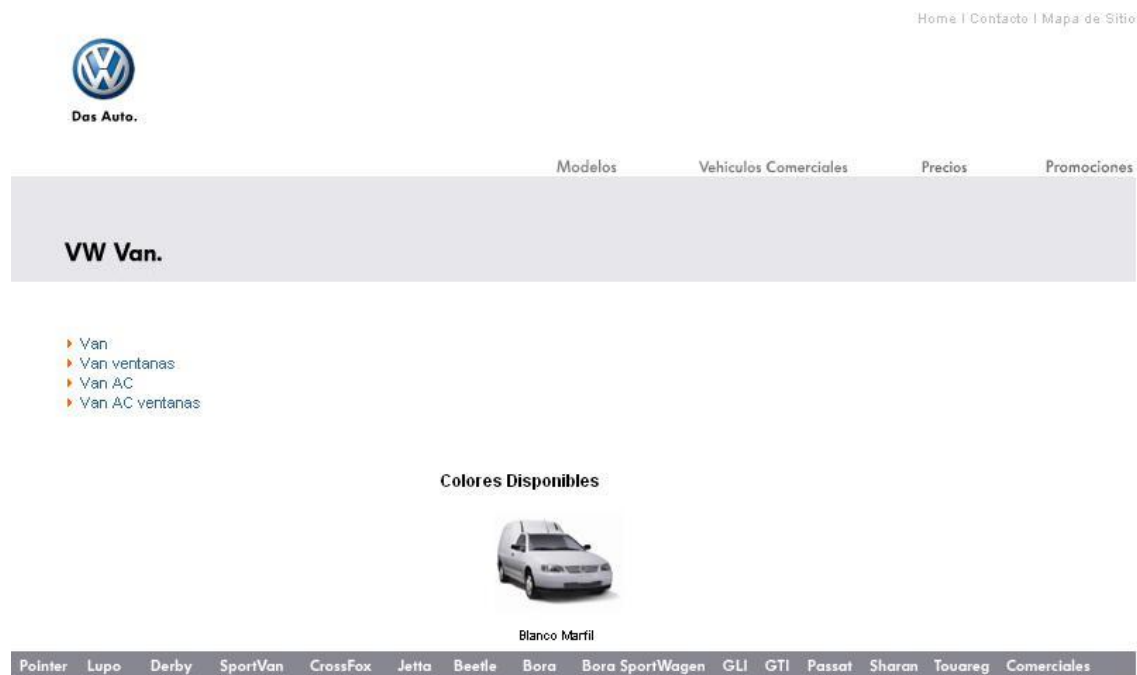 Home | Contacto | Mapa de Sitio
Das Auto.
Modelos Vehiculos Comerciales Precios Promociones
VW Van.
Van
Van ventanas
Van AC
Van AC ventanas
Colores Disponibles
Blanco Marfil
Pointer Lupo Derby SportVan CrossFox Jetta Beetle Bora Bora SportWagen GLI GTI Passat Sharan Touareg Comerciales